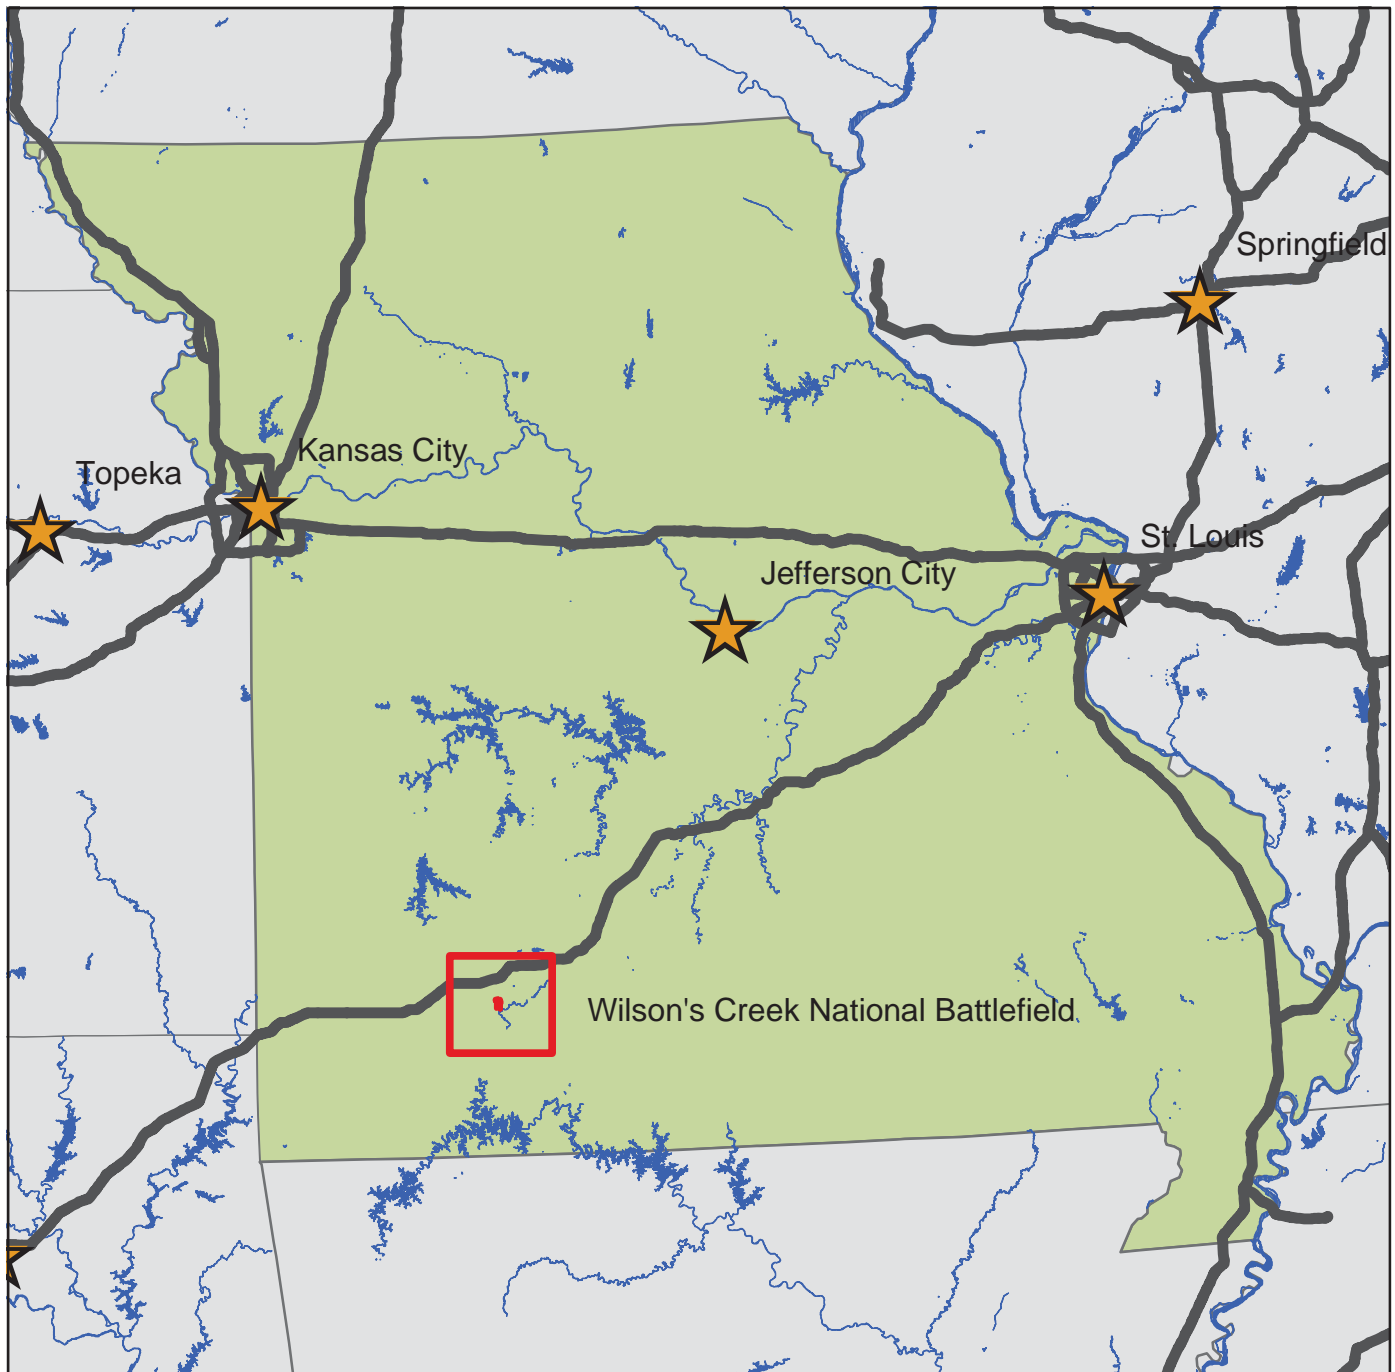 Springfield
Kansas City
Topeka
St. Louis
Jefferson City
Wilson's Creek National Battlefield